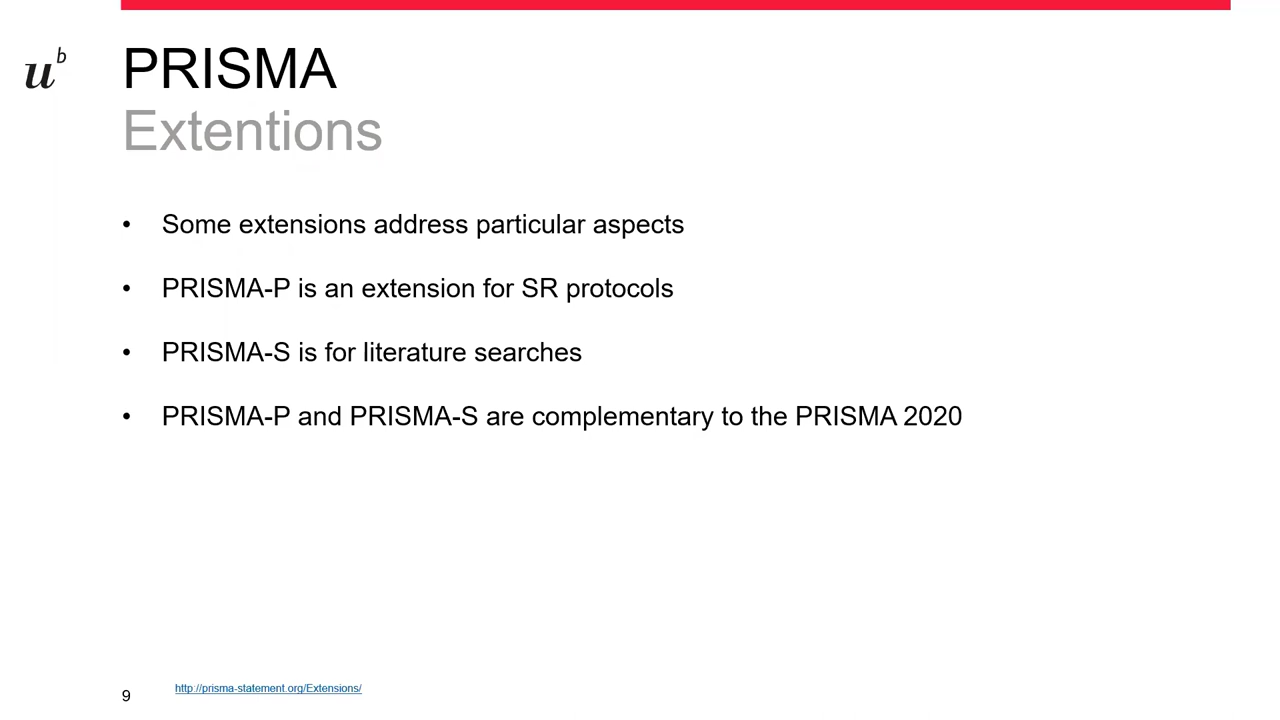 u^b
PRISMA
Extentions
• Some extensions address particular aspects
• PRISMA-P is an extension for SR protocols
• PRISMA-S is for literature searches
• PRISMA-P and PRISMA-S are complementary to the PRISMA 2020
9
http://prisma-statement.org/Extensions/